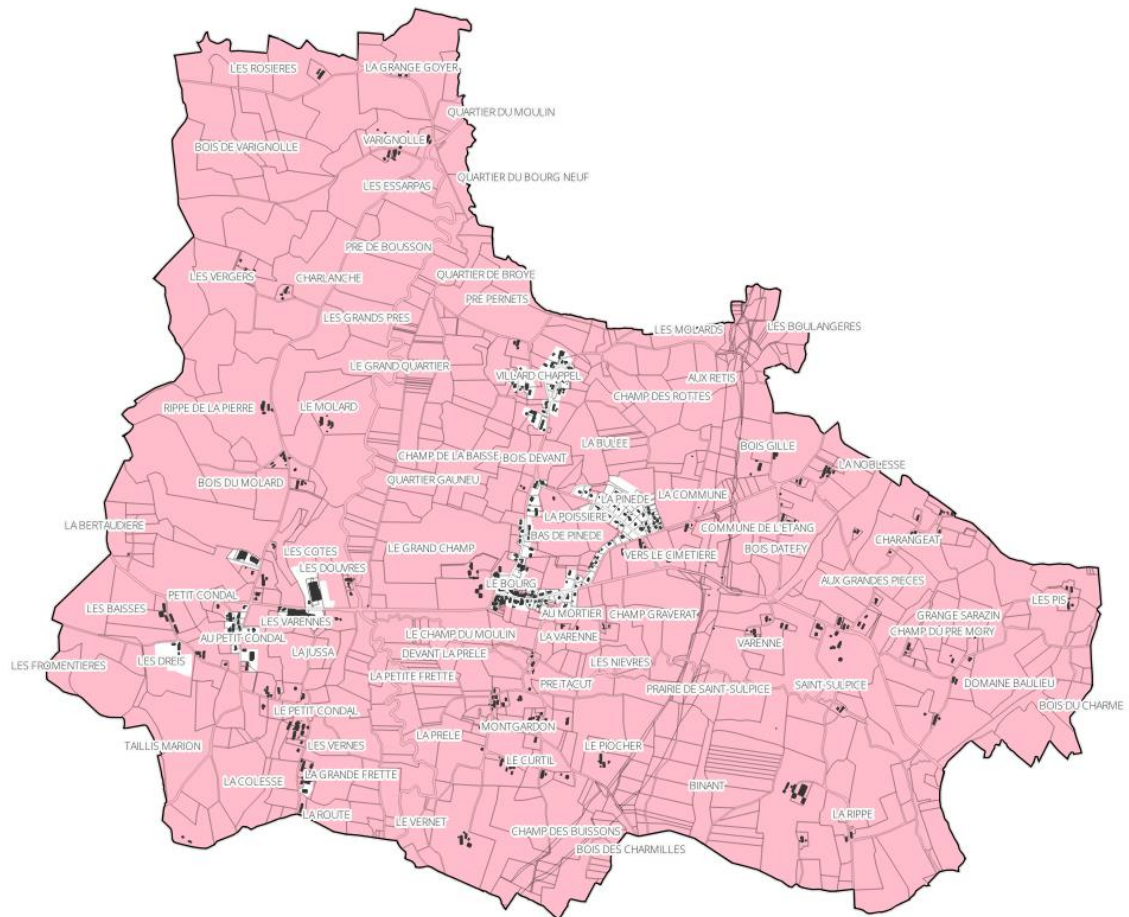 LES ROSIERES
LA GRANGE GOYER
QUARTIER DU MOULIN
VARIGNOLLE
BOIS DE VARIGNOLLE
QUARTIER DU BOURG NEUF
LES ESSARPAS
PRE DE BOUSSON
QUARTIER DE BROYE
LES VERGERS
CHARLANCHE
PRE PERNETS
LES GRANDS PRES
LES MOLARDS
LES BOULANGERES
LE GRAND QUARTIER
VILLARD CHAPPEL
AUX RETIS
CHAMP DES ROTTES
RIPPE DE LA PIERRE
LE MOLARD
LA BULEE
BOIS GILLE
CHAMP DE LA BAISSE
BOIS DEVANT
LA NOBLESSE
BOIS DU MOLARD
QUARTIER GAUNEU
LA PINEDE
LA COMMUNE
LA POISSIERE
LA BERTAUDIERE
COMMUNE DE L'ETANG
BAS DE PINEDE
CHARANGEAT
LES COTES
LE GRAND CHAMP
VERS LE CIMETIERE
BOIS DATEFY
LES DOUVRES
LE BOURG
AUX GRANDES PIECES
PETIT CONDAL
LES PIS
LES BAISSES
AU MORTIER
CHAMP GRAVERAT
GRANGE SARAZIN
LES VARENNES
CHAMP DU PRE MORY
AU PETIT CONDAL
LE CHAMP DU MOULIN
LA VARENNE
VARENNE
LA JUSSA
DEVANT LA PRELE
LES FROMENTIERES
LES DREIS
LES NIEVRES
LA PETITE FRETTE
PRE TACUT
PRAIRIE DE SAINT-SULPICE
SAINT-SULPICE
DOMAINE BAULIEU
BOIS DU CHARME
LE PETIT CONDAL
MONTGARDON
LA PRELE
TAILLIS MARION
LES VERNES
LE PIOCHER
LE CURTIL
LA COLESSE
LA GRANDE FRETTE
BINANT
LA ROUTE
LA RIPPE
LE VERNET
CHAMP DES BUISSONS
BOIS DES CHARMILLES